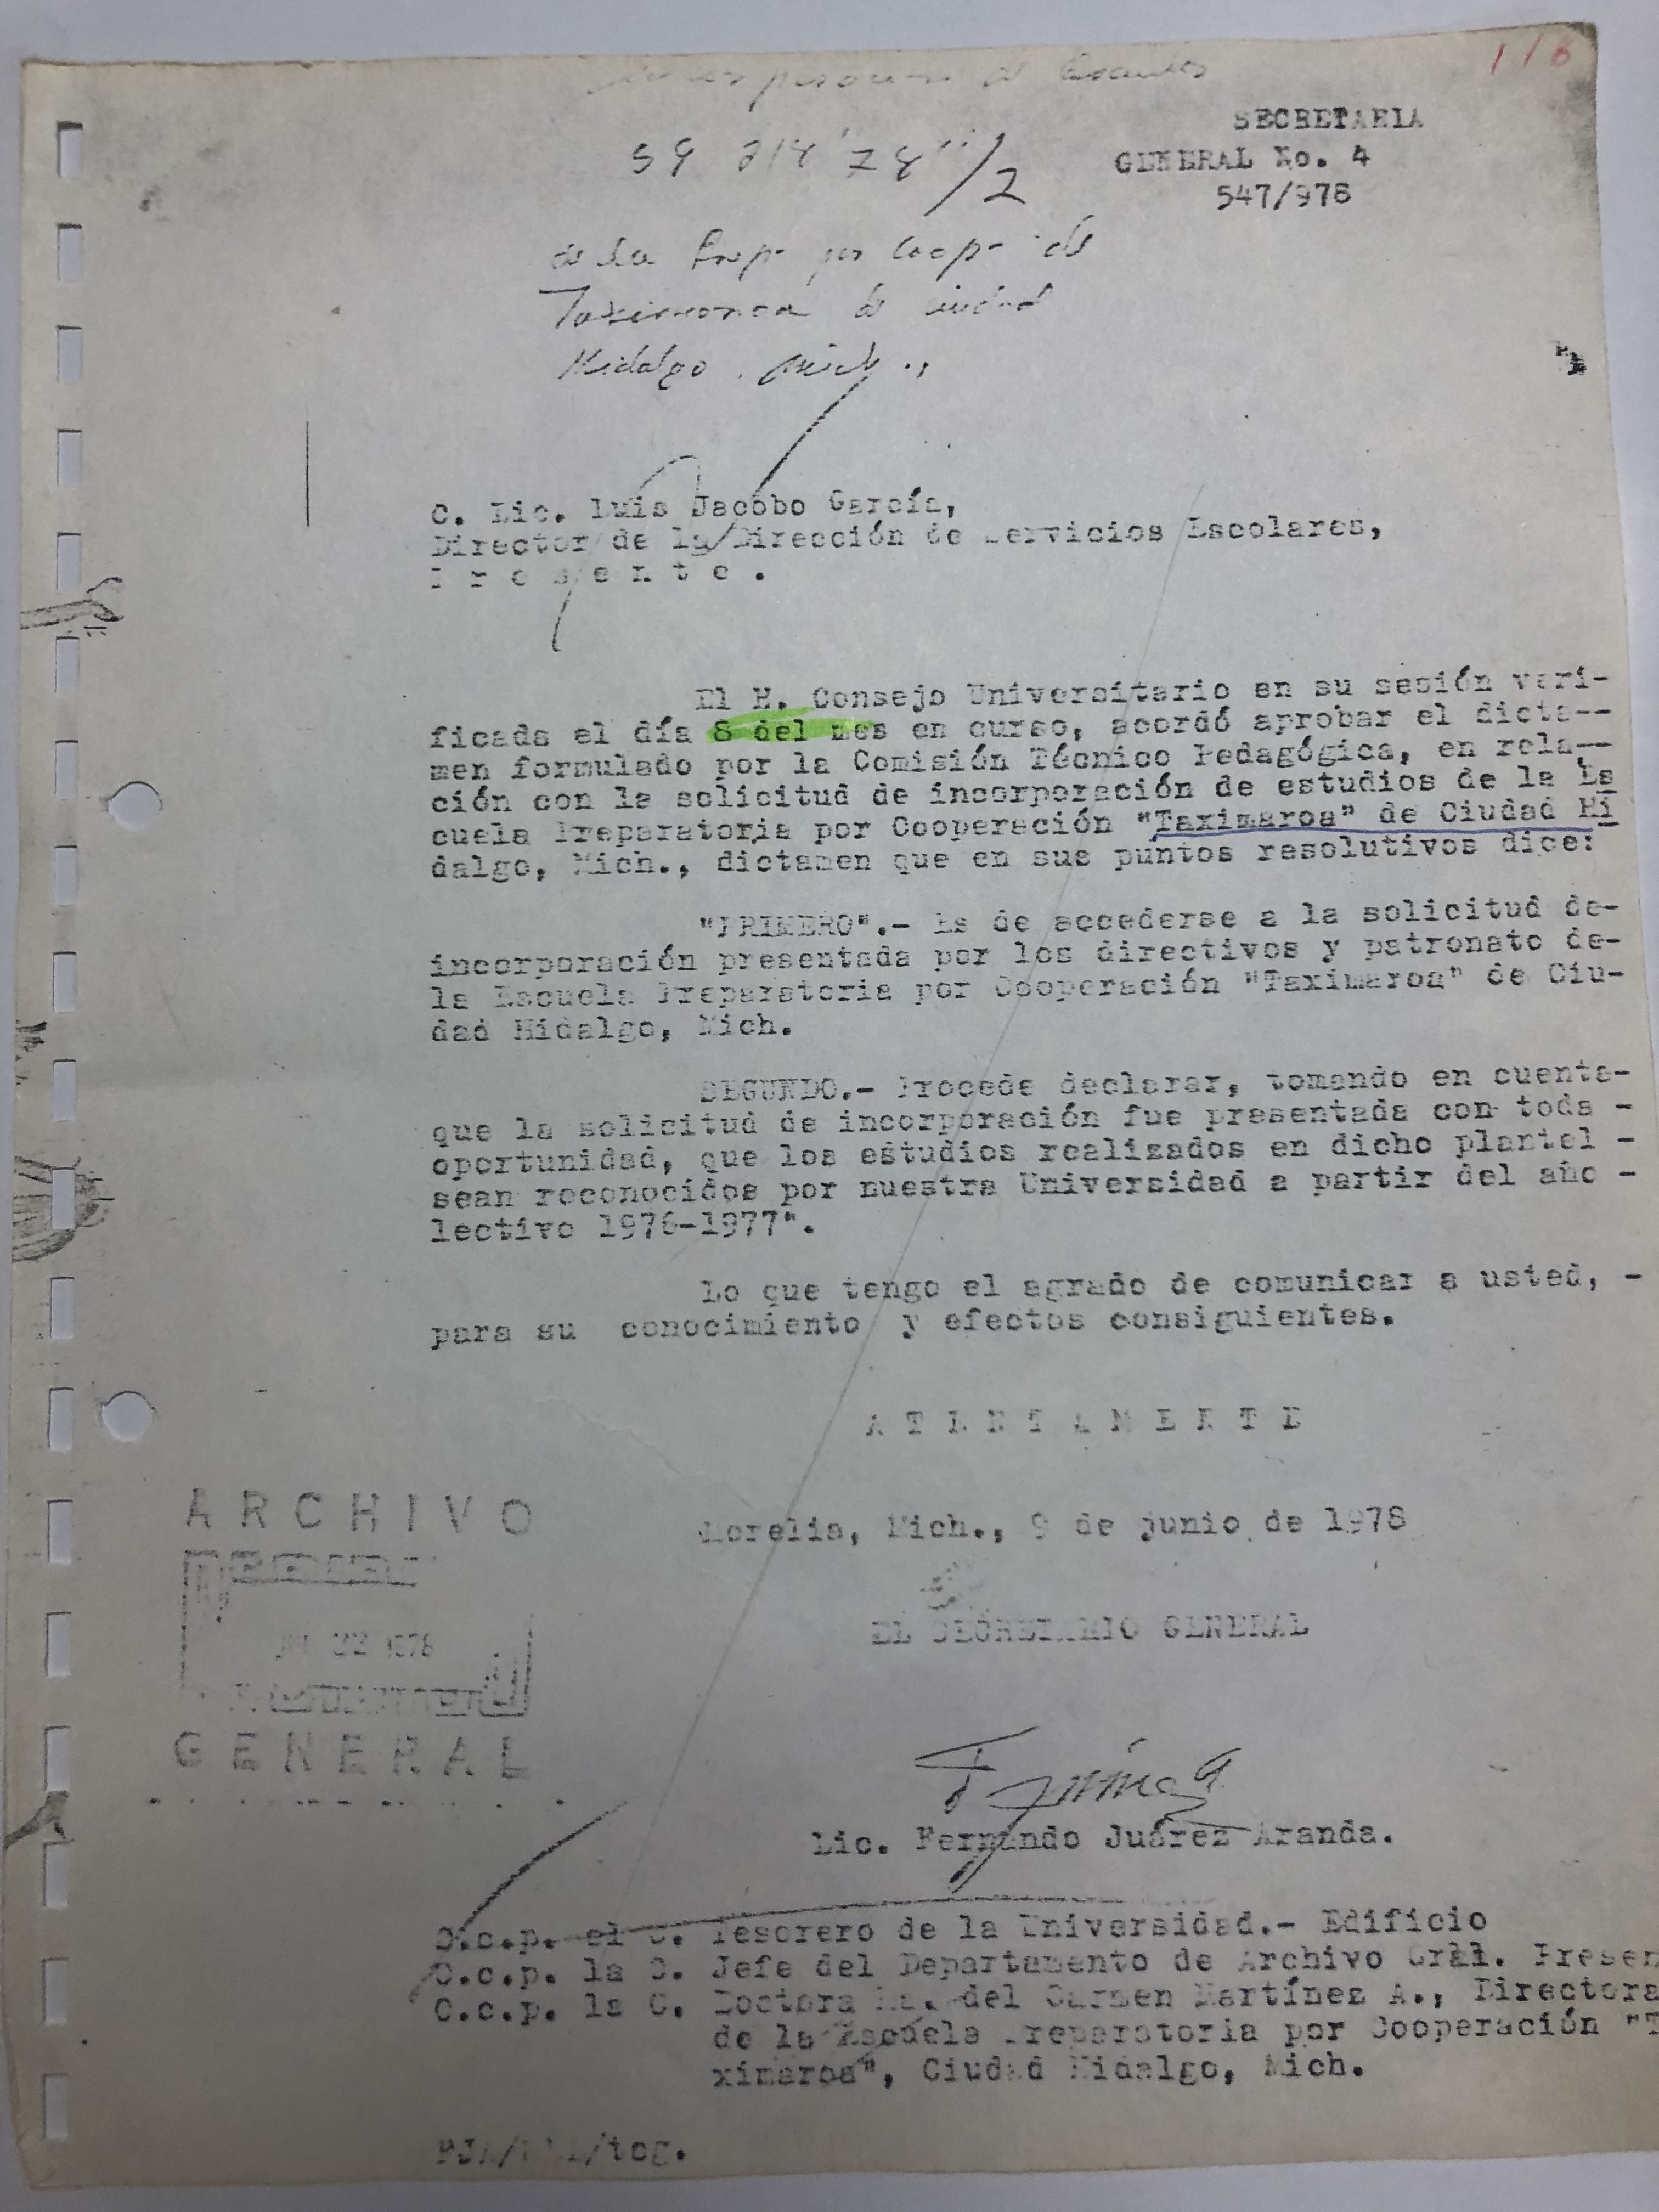 116
SECRETARIA
GENERAL No. 4
547/978
de la Prep. por Coop. de
Taximaroa de Ciudad
Hidalgo. Mich.,
C. Lic. Luis Jacobo García,
Director de la Dirección de Servicios Escolares,
P r e s e n t e .
El H. Consejo Universitario en su sesión veri-
ficada el día 8 del mes en curso, acordó aprobar el dicta--
men formulado por la Comisión Técnico Pedagógica, en rela--
ción con la solicitud de incorporación de estudios de la Es
cuela Preparatoria por Cooperación "Taximaroa" de Ciudad Hi
dalgo, Mich., dictamen que en sus puntos resolutivos dice:
"PRIMERO".- Es de accederse a la solicitud de-
incorporación presentada por los directivos y patronato de-
la Escuela Preparatoria por Cooperación "Taximaroa" de Ciu-
dad Hidalgo, Mich.
SEGUNDO.- Procede declarar, tomando en cuenta-
que la solicitud de incorporación fue presentada con toda -
oportunidad, que los estudios realizados en dicho plantel -
sean reconocidos por nuestra Universidad a partir del año -
lectivo 1976-1977".
Lo que tengo el agrado de comunicar a usted, -
para su conocimiento y efectos consiguientes.
A T E N T A M E N T E
Morelia, Mich., 9 de junio de 1978
EL SECRETARIO GENERAL
ARCHIVO
22 1978
GENERAL
Lic. Fernando Juárez Aranda.
C.c.p. el C. Tesorero de la Universidad.- Edificio
C.c.p. la C. Jefe del Departamento de Archivo Gral. Presen
C.c.p. la C. Doctora Ma. del Carmen Martínez A., Directora
de la Escuela Preparatoria por Cooperación "T
ximaroa", Ciudad Hidalgo, Mich.